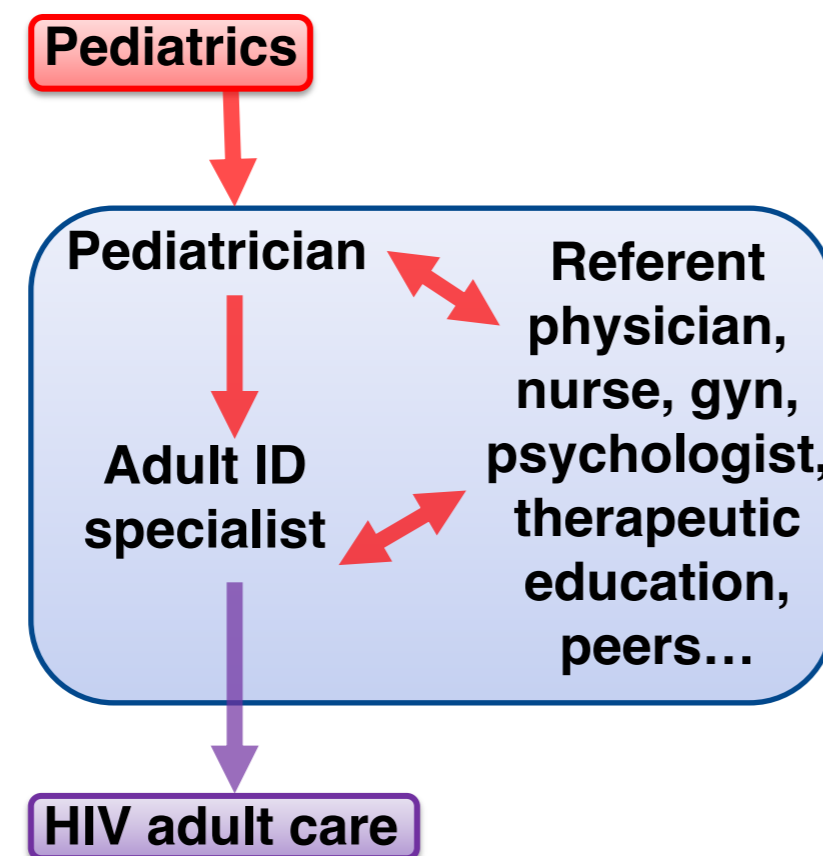 Pediatrics
Pediatrician
Adult ID
specialist
Referent
physician,
nurse, gyn,
psychologist,
therapeutic
education,
peers…
HIV adult care